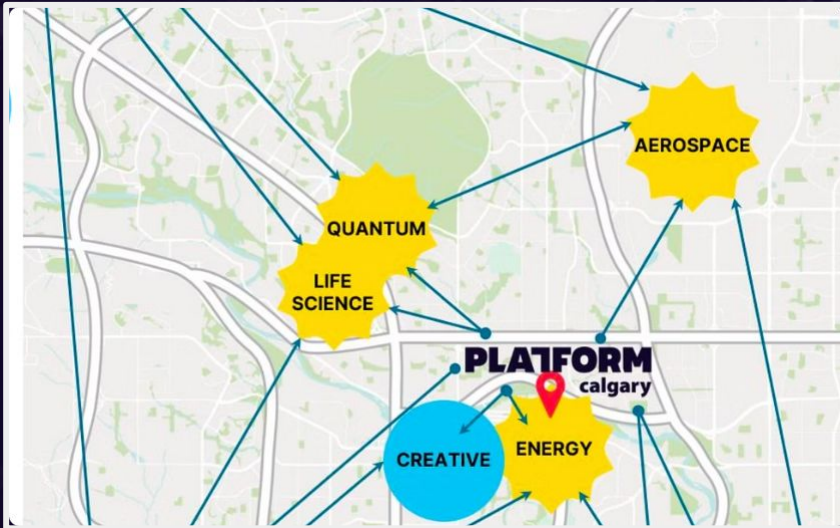 AEROSPACE
QUANTUM
LIFE
SCIENCE
PLATFORM
calgary
CREATIVE
ENERGY